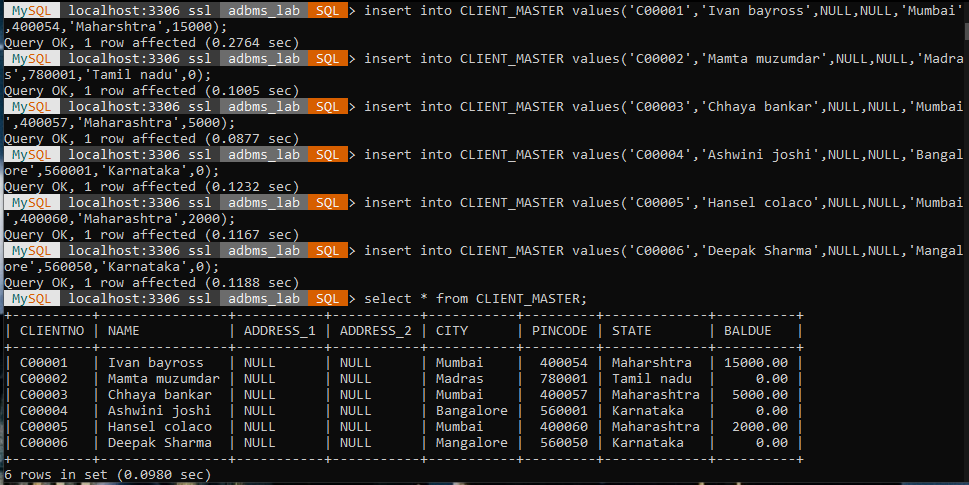 MySQL localhost:3306 ssl adbms_lab SQL > insert into CLIENT_MASTER values('C00001','Ivan bayross',NULL,NULL,'Mumbai'
,400054,'Maharshtra',15000);
Query OK, 1 row affected (0.2764 sec)
MySQL localhost:3306 ssl adbms_lab SQL > insert into CLIENT_MASTER values('C00002','Mamta muzumdar',NULL,NULL,'Madra
s',780001,'Tamil nadu',0);
Query OK, 1 row affected (0.1005 sec)
MySQL localhost:3306 ssl adbms_lab SQL > insert into CLIENT_MASTER values('C00003','Chhaya bankar',NULL,NULL,'Mumbai
',400057,'Maharashtra',5000);
Query OK, 1 row affected (0.0877 sec)
MySQL localhost:3306 ssl adbms_lab SQL > insert into CLIENT_MASTER values('C00004','Ashwini joshi',NULL,NULL,'Bangal
ore',560001,'Karnataka',0);
Query OK, 1 row affected (0.1232 sec)
MySQL localhost:3306 ssl adbms_lab SQL > insert into CLIENT_MASTER values('C00005','Hansel colaco',NULL,NULL,'Mumbai
',400060,'Maharashtra',2000);
Query OK, 1 row affected (0.1167 sec)
MySQL localhost:3306 ssl adbms_lab SQL > insert into CLIENT_MASTER values('C00006','Deepak Sharma',NULL,NULL,'Mangal
ore',560050,'Karnataka',0);
Query OK, 1 row affected (0.1188 sec)
MySQL localhost:3306 ssl adbms_lab SQL > select * from CLIENT_MASTER;
+----------+----------------+-----------+-----------+-----------+---------+-------------+----------+
| CLIENTNO | NAME           | ADDRESS_1 | ADDRESS_2 | CITY      | PINCODE | STATE       | BALDUE   |
+----------+----------------+-----------+-----------+-----------+---------+-------------+----------+
| C00001   | Ivan bayross   | NULL      | NULL      | Mumbai    |  400054 | Maharshtra  | 15000.00 |
| C00002   | Mamta muzumdar | NULL      | NULL      | Madras    |  780001 | Tamil nadu  |     0.00 |
| C00003   | Chhaya bankar  | NULL      | NULL      | Mumbai    |  400057 | Maharashtra |  5000.00 |
| C00004   | Ashwini joshi  | NULL      | NULL      | Bangalore |  560001 | Karnataka   |     0.00 |
| C00005   | Hansel colaco  | NULL      | NULL      | Mumbai    |  400060 | Maharashtra |  2000.00 |
| C00006   | Deepak Sharma  | NULL      | NULL      | Mangalore |  560050 | Karnataka   |     0.00 |
+----------+----------------+-----------+-----------+-----------+---------+-------------+----------+
6 rows in set (0.0980 sec)